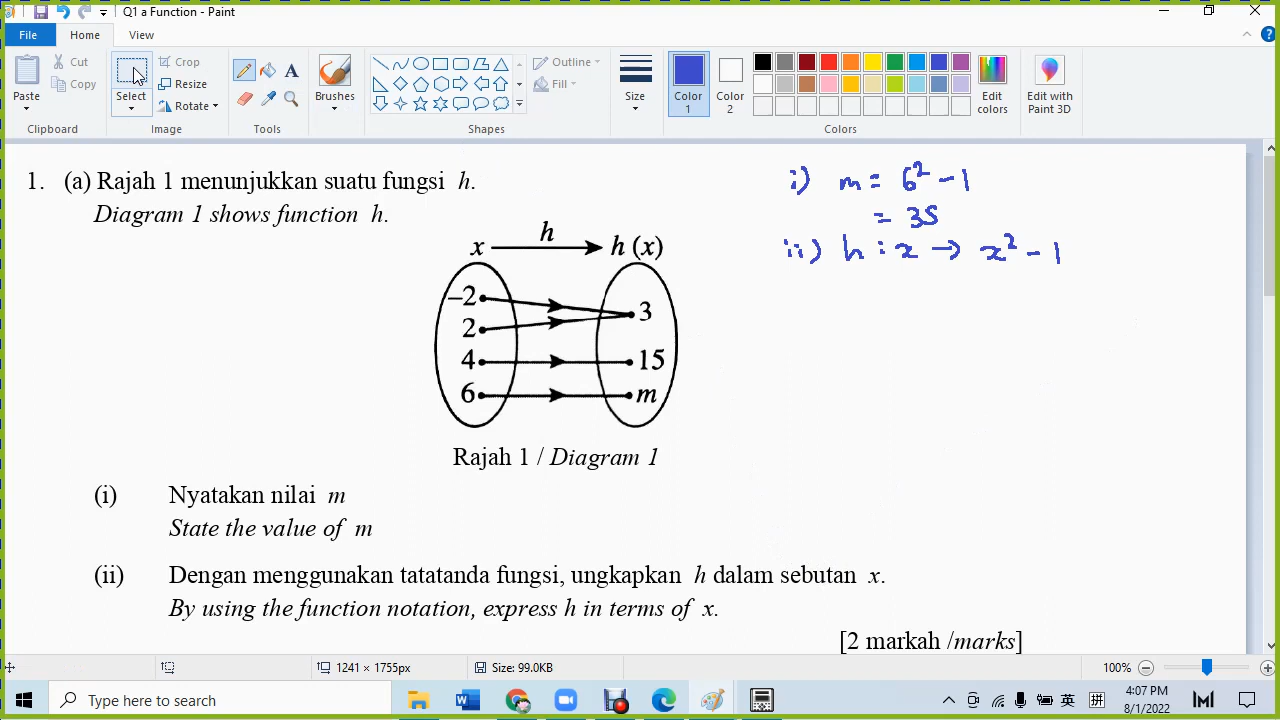 Q1 a Function - Paint
File Home View
Paste
Cut
Copy
Clipboard
Select
Crop
Resize
Rotate
Image
A
Tools
Brushes
Outline
Fill
Shapes
Size
Color 1
Color 2
Edit colors
Edit with Paint 3D
Colors
1. (a) Rajah 1 menunjukkan suatu fungsi h.
Diagram 1 shows function h.
x h h (x)
–2
2
4
6
3
15
m
Rajah 1 / Diagram 1
i) m = 6² - 1
= 35
ii) h : x → x² - 1
(i) Nyatakan nilai m
State the value of m
(ii) Dengan menggunakan tatatanda fungsi, ungkapkan h dalam sebutan x.
By using the function notation, express h in terms of x.
[2 markah /marks]
1241 × 1755px Size: 99.0KB 100%
Type here to search
英 拼 4:07 PM
8/1/2022